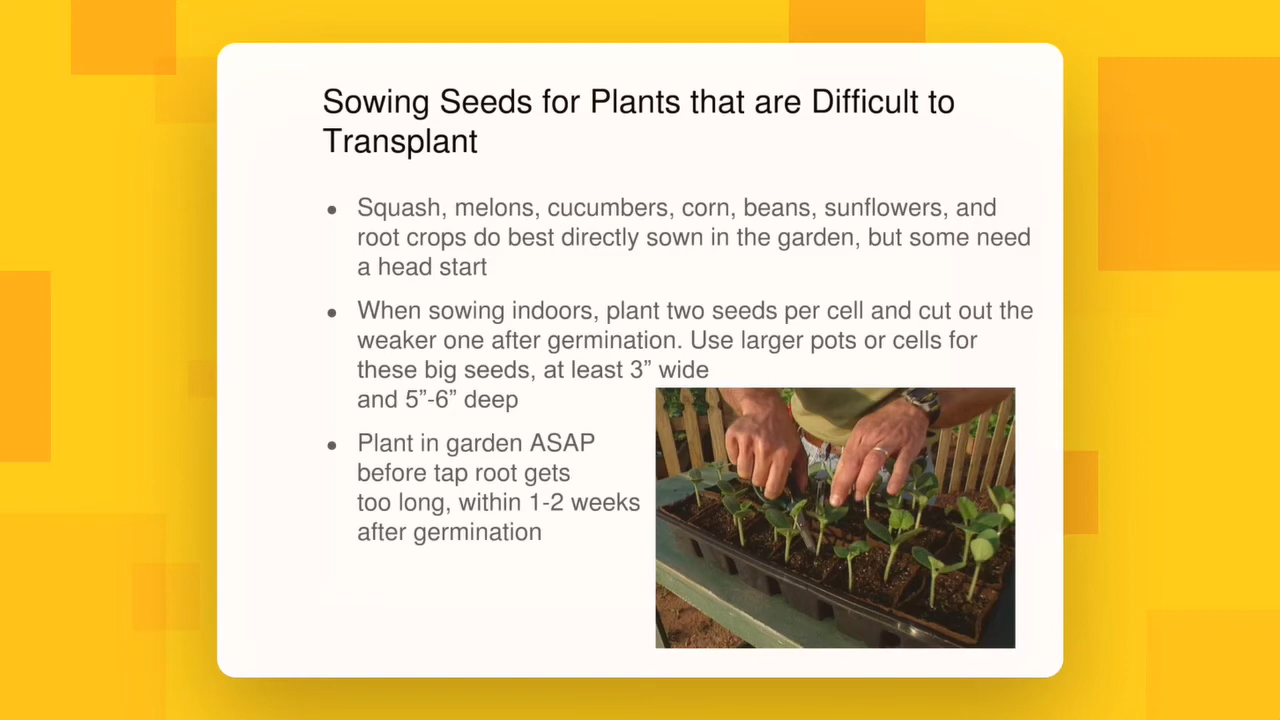 Sowing Seeds for Plants that are Difficult to
Transplant
● Squash, melons, cucumbers, corn, beans, sunflowers, and
root crops do best directly sown in the garden, but some need
a head start
● When sowing indoors, plant two seeds per cell and cut out the
weaker one after germination. Use larger pots or cells for
these big seeds, at least 3” wide
and 5”-6” deep
● Plant in garden ASAP
before tap root gets
too long, within 1-2 weeks
after germination